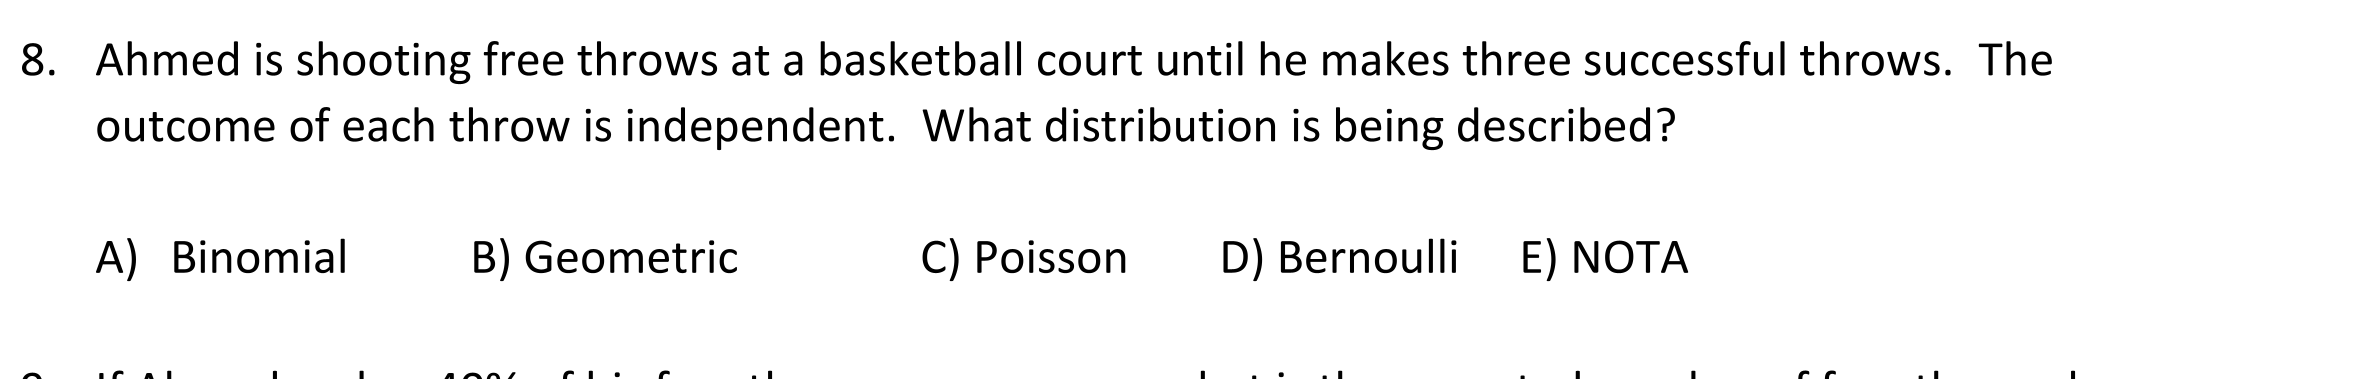 8. Ahmed is shooting free throws at a basketball court until he makes three successful throws. The
outcome of each throw is independent. What distribution is being described?
A) Binomial B) Geometric C) Poisson D) Bernoulli E) NOTA